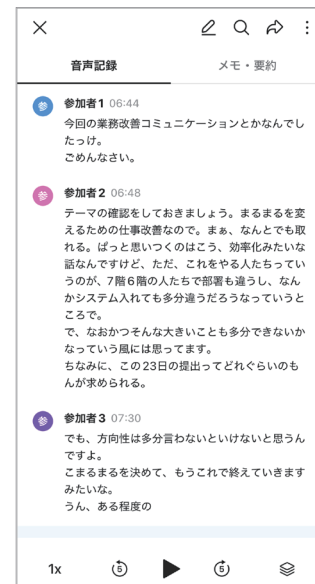 音声記録
メモ・要約
参
参加者1 06:44
今回の業務改善コミュニケーションとかなんでし
たっけ。
ごめんなさい。
参
参加者2 06:48
テーマの確認をしておきましょう。まるまるを変
えるための仕事改善なので。まぁ、なんとでも取
れる。ぱっと思いつくのはこう、効率化みたいな
話なんですけど、ただ、これをやる人たちってい
うのが、7階6階の人たちで部署も違うし、なん
かシステム入れても多分違うだろうなっていうと
ころで。
で、なおかつそんな大きいことも多分できないか
なっていう風には思ってます。
ちなみに、この23日の提出ってどれぐらいのも
んが求められる。
参
参加者3 07:30
でも、方向性は多分言わないといけないと思うん
ですよ。
こまるまるを決めて、もうこれで終えていきます
みたいな。
うん、ある程度の
1x
5
5